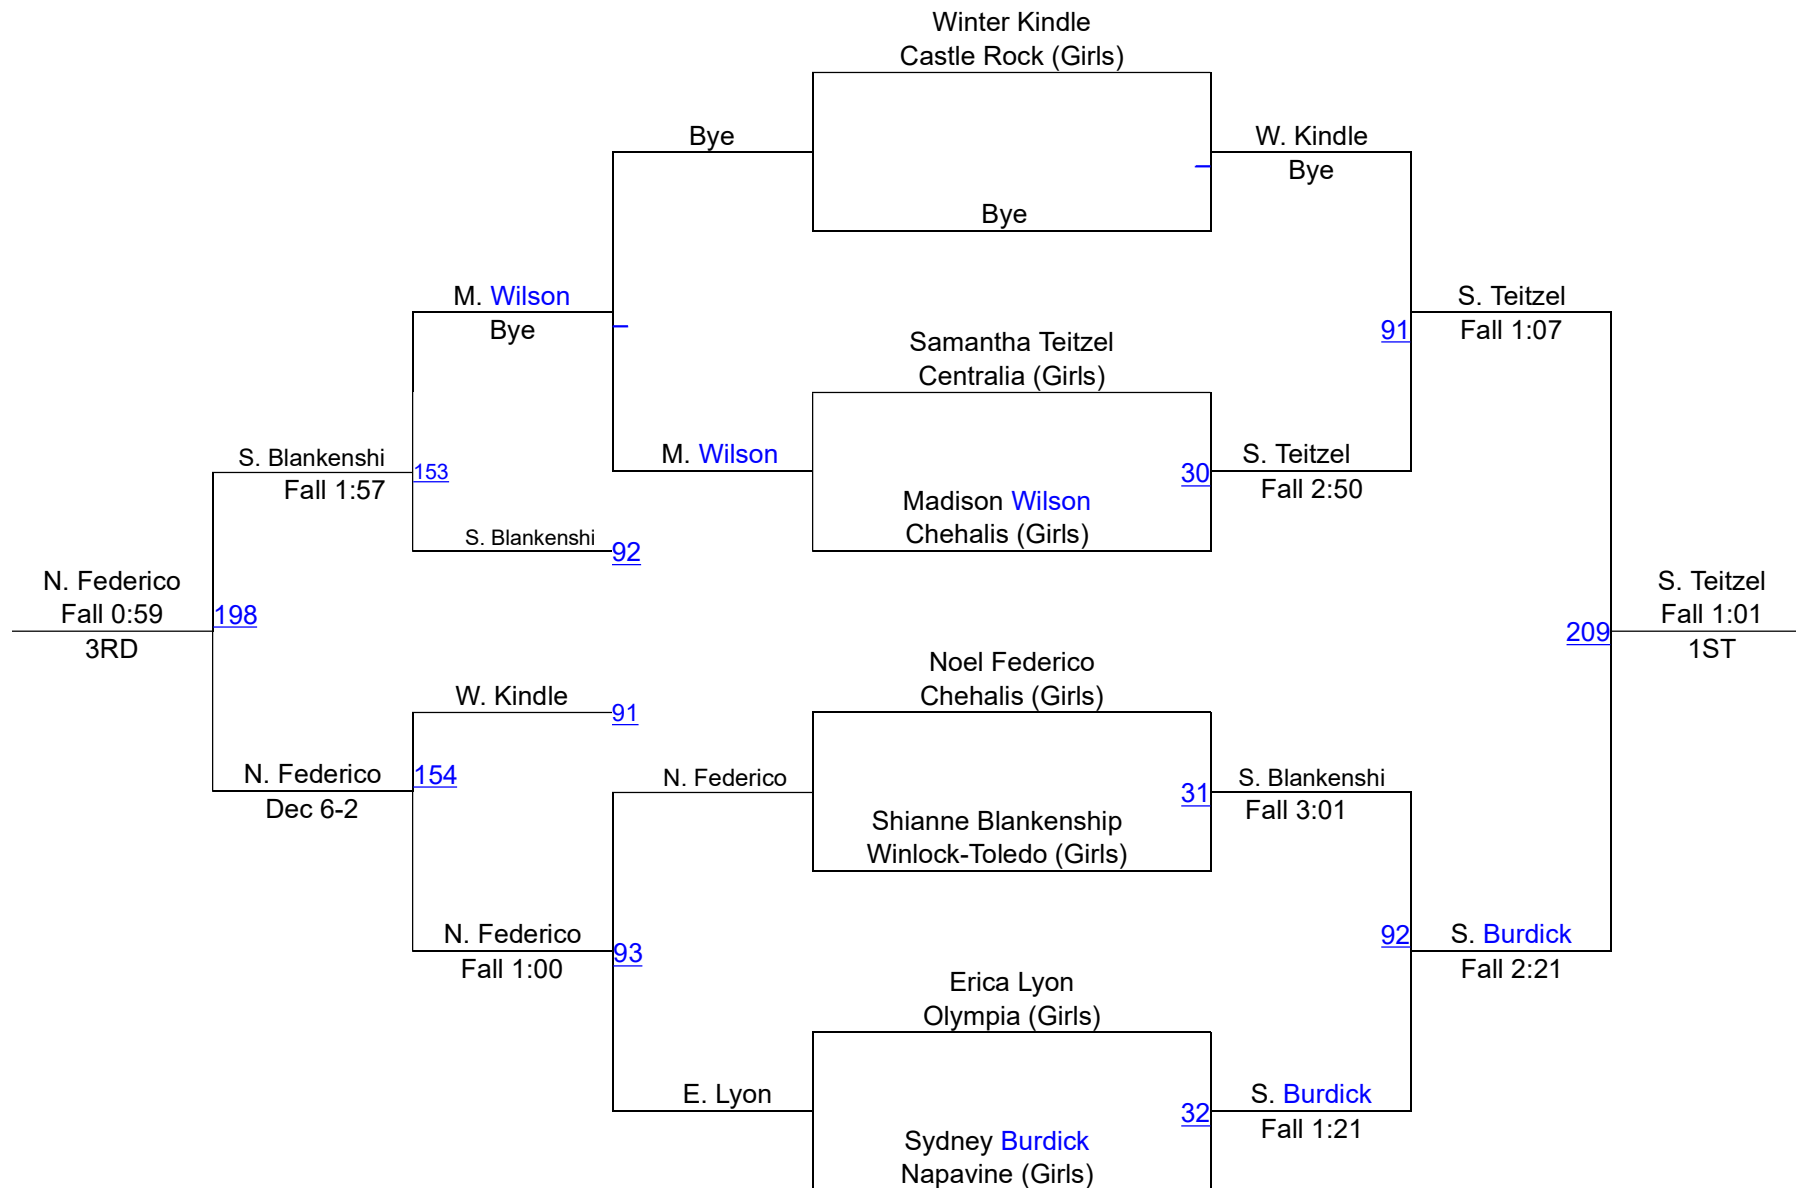 Winter Kindle
Castle Rock (Girls)
Bye
W. Kindle
Bye
Bye
M. Wilson
Bye
S. Teitzel
Fall 1:07
91
Samantha Teitzel
Centralia (Girls)
S. Blankenshi
Fall 1:57
153
M. Wilson
30
S. Teitzel
Fall 2:50
Madison Wilson
Chehalis (Girls)
S. Blankenshi
92
N. Federico
Fall 0:59
3RD
198
209
S. Teitzel
Fall 1:01
1ST
Noel Federico
Chehalis (Girls)
W. Kindle
91
N. Federico
Dec 6-2
154
N. Federico
31
S. Blankenshi
Fall 3:01
Shianne Blankenship
Winlock-Toledo (Girls)
N. Federico
Fall 1:00
93
92
S. Burdick
Fall 2:21
Erica Lyon
Olympia (Girls)
E. Lyon
32
S. Burdick
Fall 1:21
Sydney Burdick
Napavine (Girls)